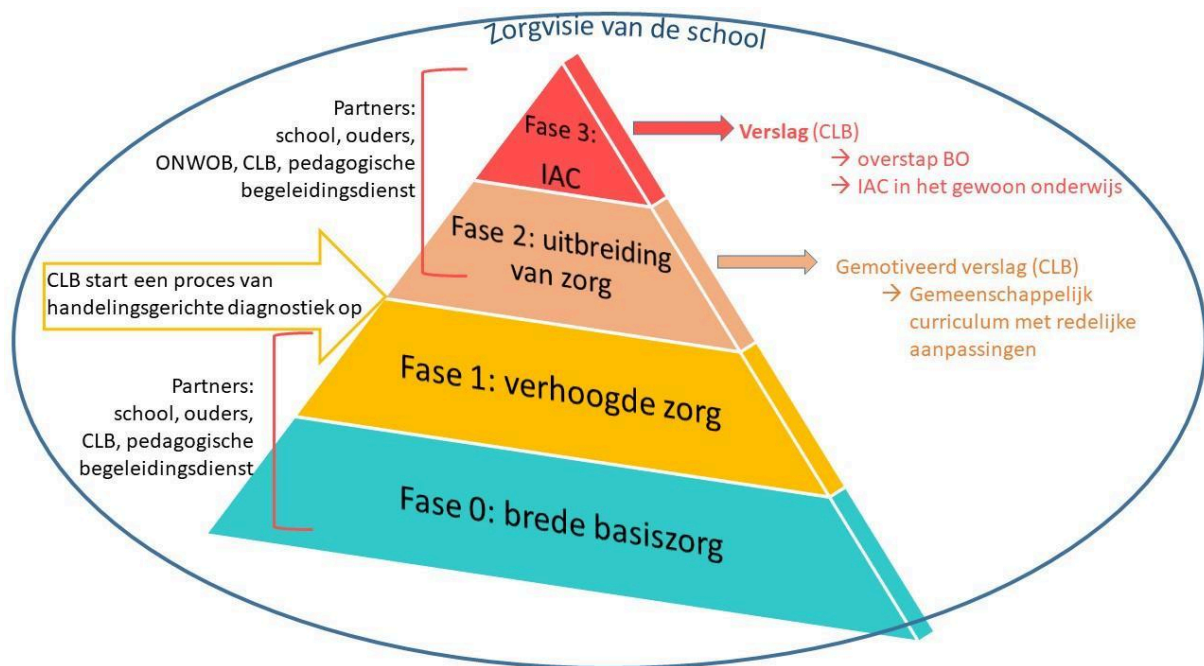 Zorgvisie van de school
Partners:
school, ouders,
ONWOB, CLB, pedagogische
begeleidingsdienst
Fase 3:
IAC
Verslag (CLB)
→ overstap BO
→ IAC in het gewoon onderwijs
Fase 2: uitbreiding
van zorg
Gemotiveerd verslag (CLB)
→ Gemeenschappelijk
curriculum met redelijke
aanpassingen
CLB start een proces van
handelingsgerichte diagnostiek op
Fase 1: verhoogde zorg
Partners:
school, ouders,
CLB, pedagogische
begeleidingsdienst
Fase 0: brede basiszorg